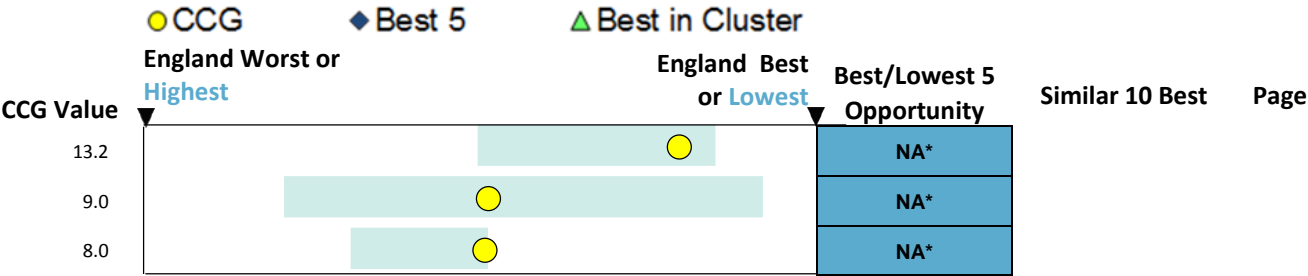 CCG Best 5 Best in Cluster
CCG Value
England Worst or
Highest
England Best
or Lowest
Best/Lowest 5
Opportunity
Similar 10 Best
Page
13.2 NA*
9.0 NA*
8.0 NA*